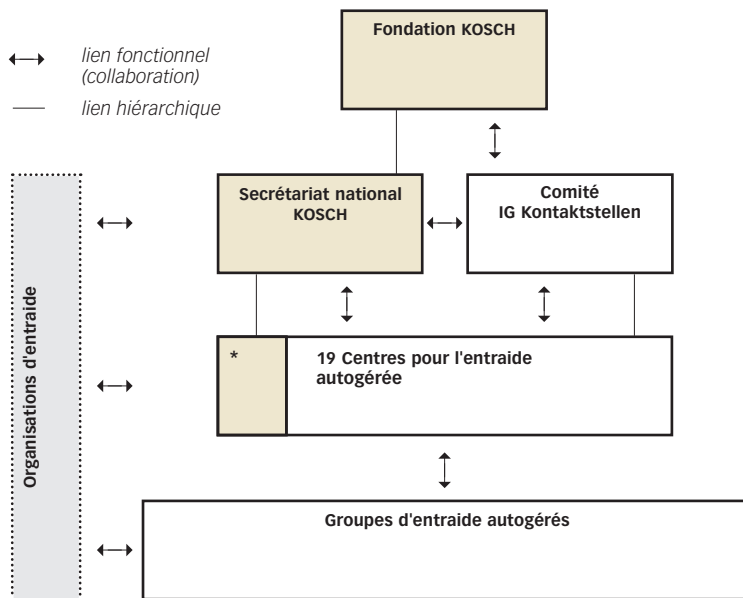 Fondation KOSCH
lien fonctionnel
(collaboration)
lien hiérarchique
Secrétariat national
KOSCH
Comité
IG Kontaktstellen
Organisations d'entraide
*
19 Centres pour l'entraide
autogérée
Groupes d'entraide autogérés